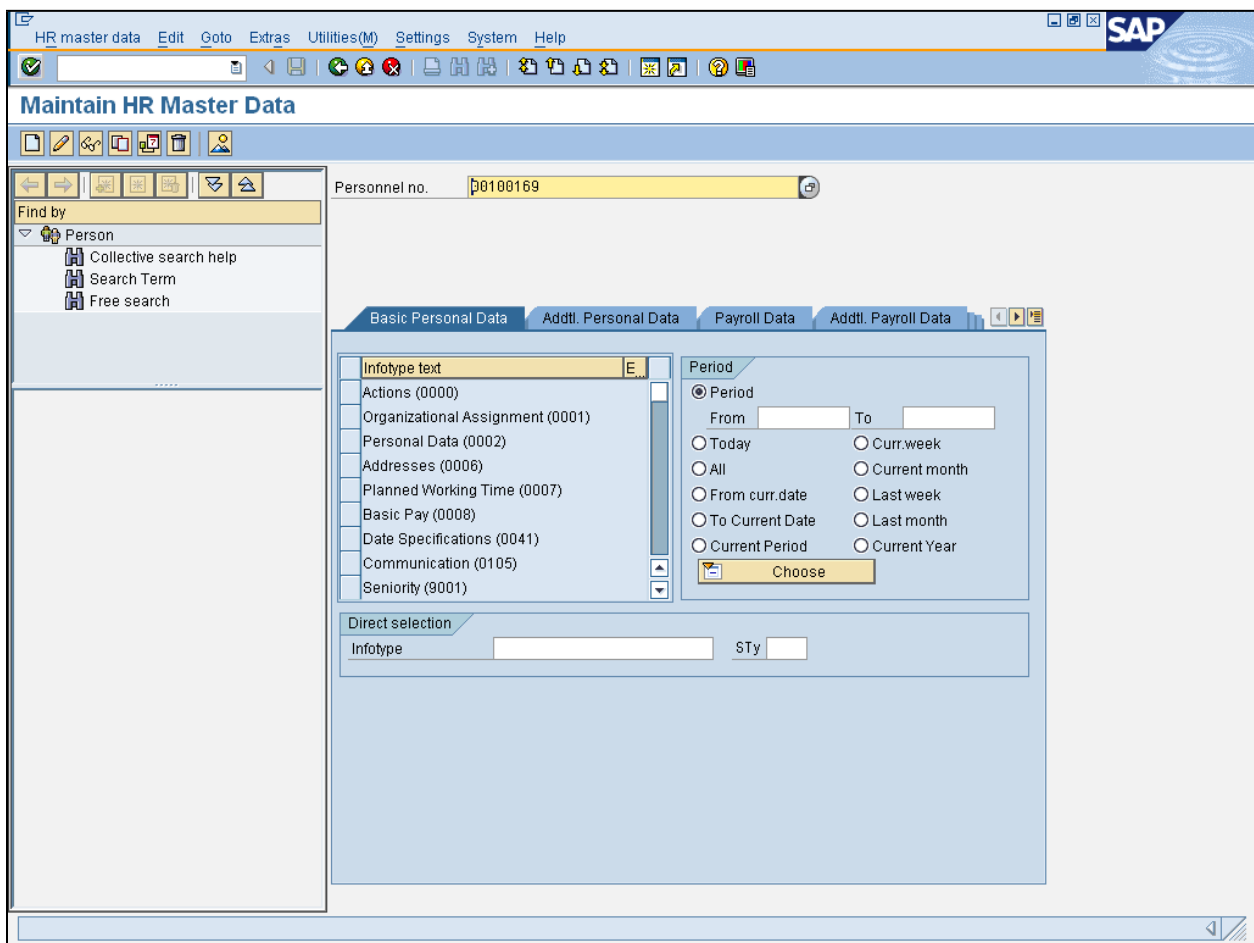 HR master data Edit Goto Extras Utilities(M) Settings System Help
SAP
Maintain HR Master Data
Personnel no. 00100169
Find by
Person
Collective search help
Search Term
Free search
Basic Personal Data Addtl. Personal Data Payroll Data Addtl. Payroll Data
Infotype text E..
Actions (0000)
Organizational Assignment (0001)
Personal Data (0002)
Addresses (0006)
Planned Working Time (0007)
Basic Pay (0008)
Date Specifications (0041)
Communication (0105)
Seniority (9001)
Period
Period
From To
Today Curr.week
All Current month
From curr.date Last week
To Current Date Last month
Current Period Current Year
Choose
Direct selection
Infotype STy